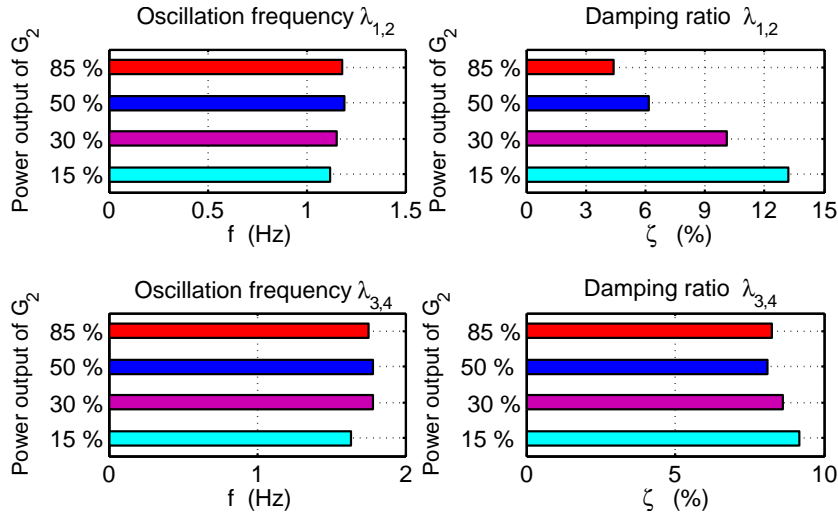 Oscillation frequency λ1,2
Power output of G2
85 %
50 %
30 %
15 %
0 0.5 1 1.5
f (Hz)
Damping ratio λ1,2
Power output of G2
85 %
50 %
30 %
15 %
0 3 6 9 12 15
ζ (%)
Oscillation frequency λ3,4
Power output of G2
85 %
50 %
30 %
15 %
0 1 2
f (Hz)
Damping ratio λ3,4
Power output of G2
85 %
50 %
30 %
15 %
0 5 10
ζ (%)